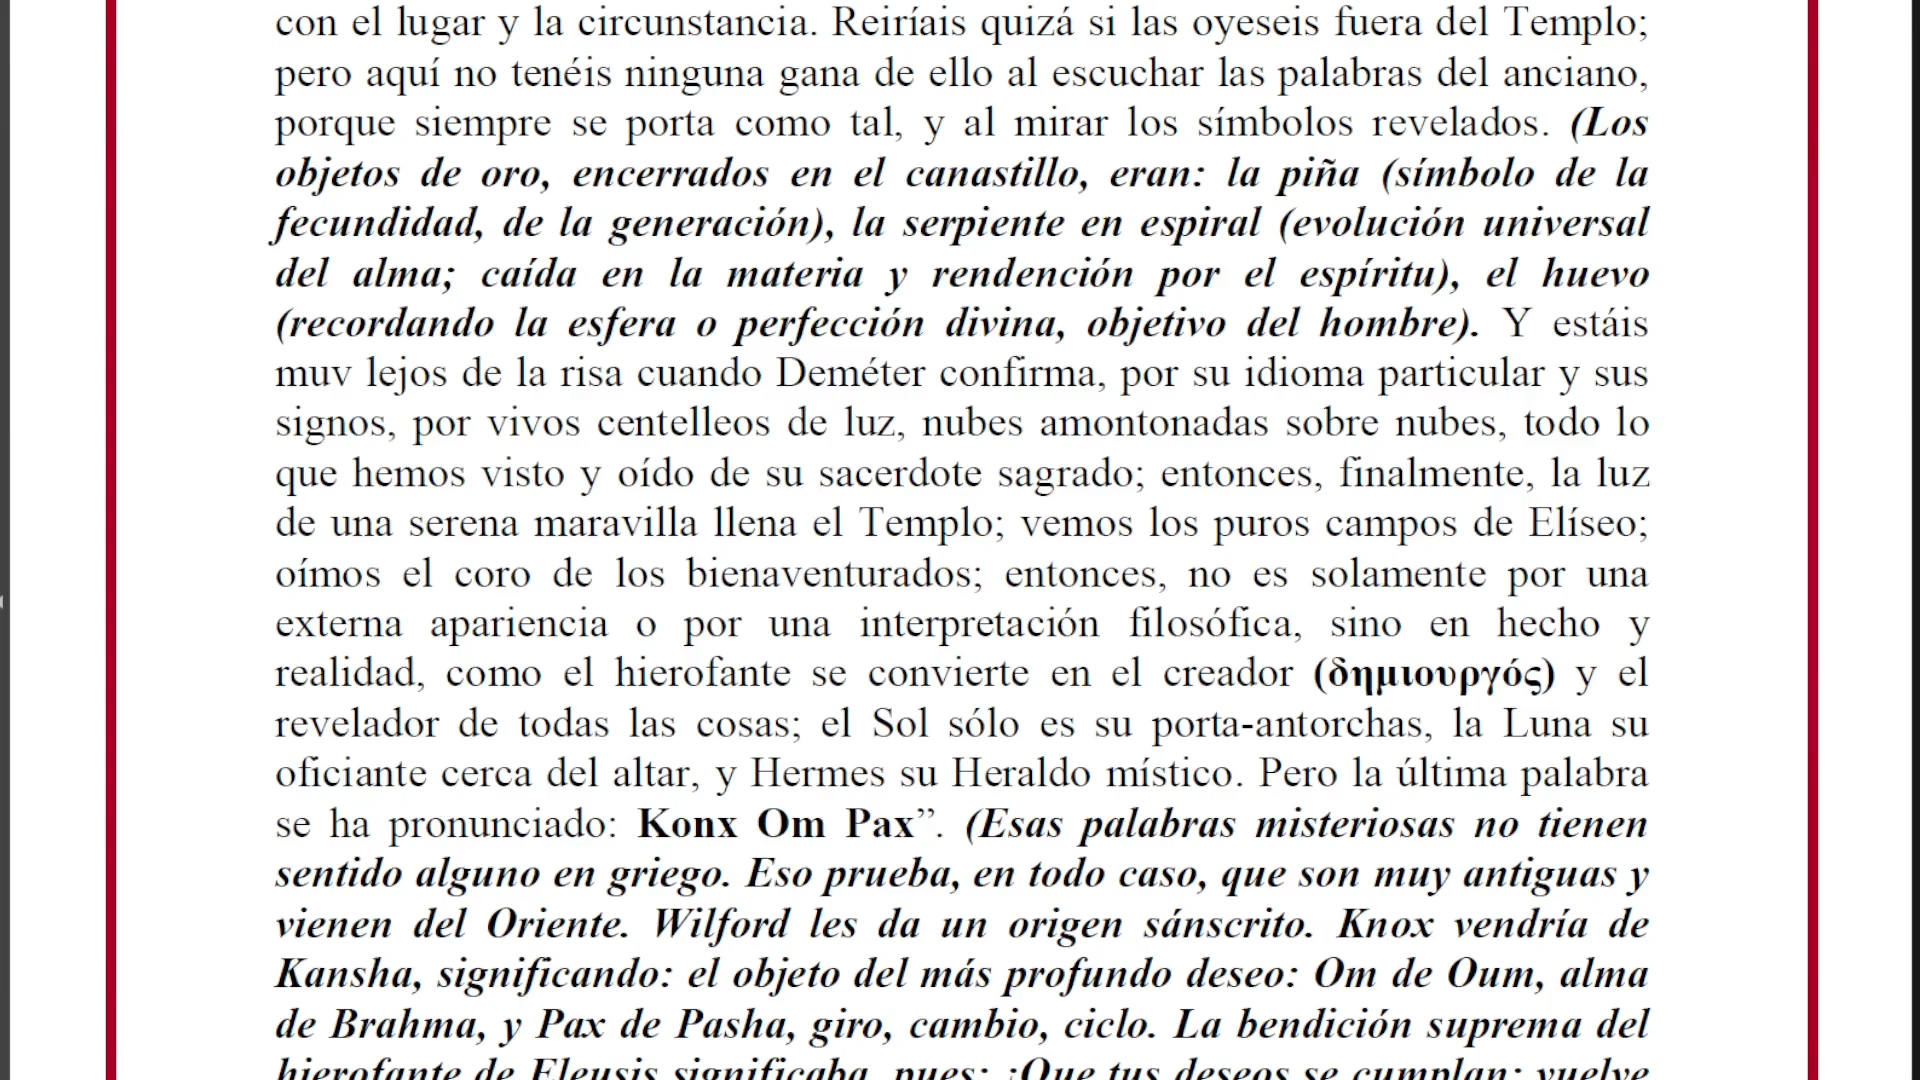 con el lugar y la circunstancia. Reiríais quizá si las oyeseis fuera del Templo;
pero aquí no tenéis ninguna gana de ello al escuchar las palabras del anciano,
porque siempre se porta como tal, y al mirar los símbolos revelados. (Los
objetos de oro, encerrados en el canastillo, eran: la piña (símbolo de la
fecundidad, de la generación), la serpiente en espiral (evolución universal
del alma; caída en la materia y rendención por el espíritu), el huevo
(recordando la esfera o perfección divina, objetivo del hombre). Y estáis
muv lejos de la risa cuando Deméter confirma, por su idioma particular y sus
signos, por vivos centelleos de luz, nubes amontonadas sobre nubes, todo lo
que hemos visto y oído de su sacerdote sagrado; entonces, finalmente, la luz
de una serena maravilla llena el Templo; vemos los puros campos de Elíseo;
oímos el coro de los bienaventurados; entonces, no es solamente por una
externa apariencia o por una interpretación filosófica, sino en hecho y
realidad, como el hierofante se convierte en el creador (δημιουργός) y el
revelador de todas las cosas; el Sol sólo es su porta-antorchas, la Luna su
oficiante cerca del altar, y Hermes su Heraldo místico. Pero la última palabra
se ha pronunciado: Konx Om Pax”. (Esas palabras misteriosas no tienen
sentido alguno en griego. Eso prueba, en todo caso, que son muy antiguas y
vienen del Oriente. Wilford les da un origen sánscrito. Knox vendría de
Kansha, significando: el objeto del más profundo deseo: Om de Oum, alma
de Brahma, y Pax de Pasha, giro, cambio, ciclo. La bendición suprema del
hierofante de Eleusis significaba, pues: ¡Que tus deseos se cumplan; vuelve